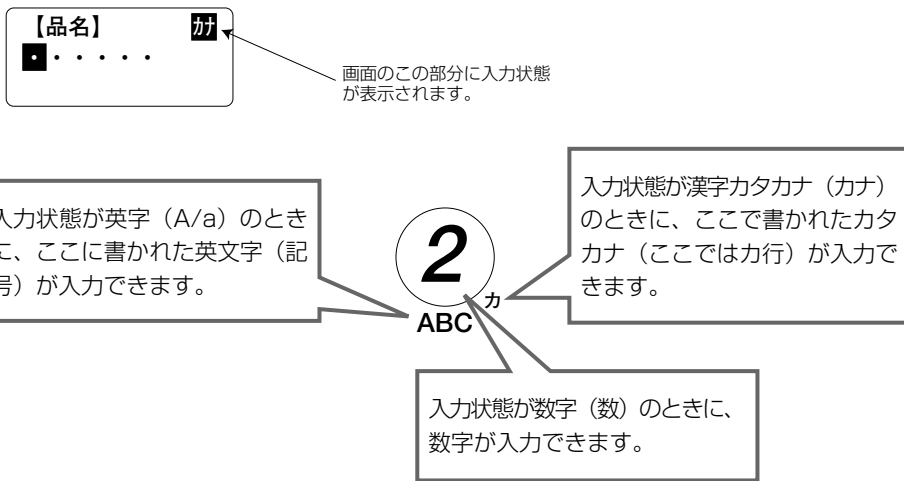 【品名】 カナ
・・・・・・
画面のこの部分に入力状態
が表示されます。
入力状態が漢字カタカナ（カナ）
のときに、ここで書かれたカタ
カナ（ここではカ行）が入力で
きます。
入力状態が英字（A/a）のとき
に、ここに書かれた英文字（記
号）が入力できます。
2
カ
ABC
入力状態が数字（数）のときに、
数字が入力できます。